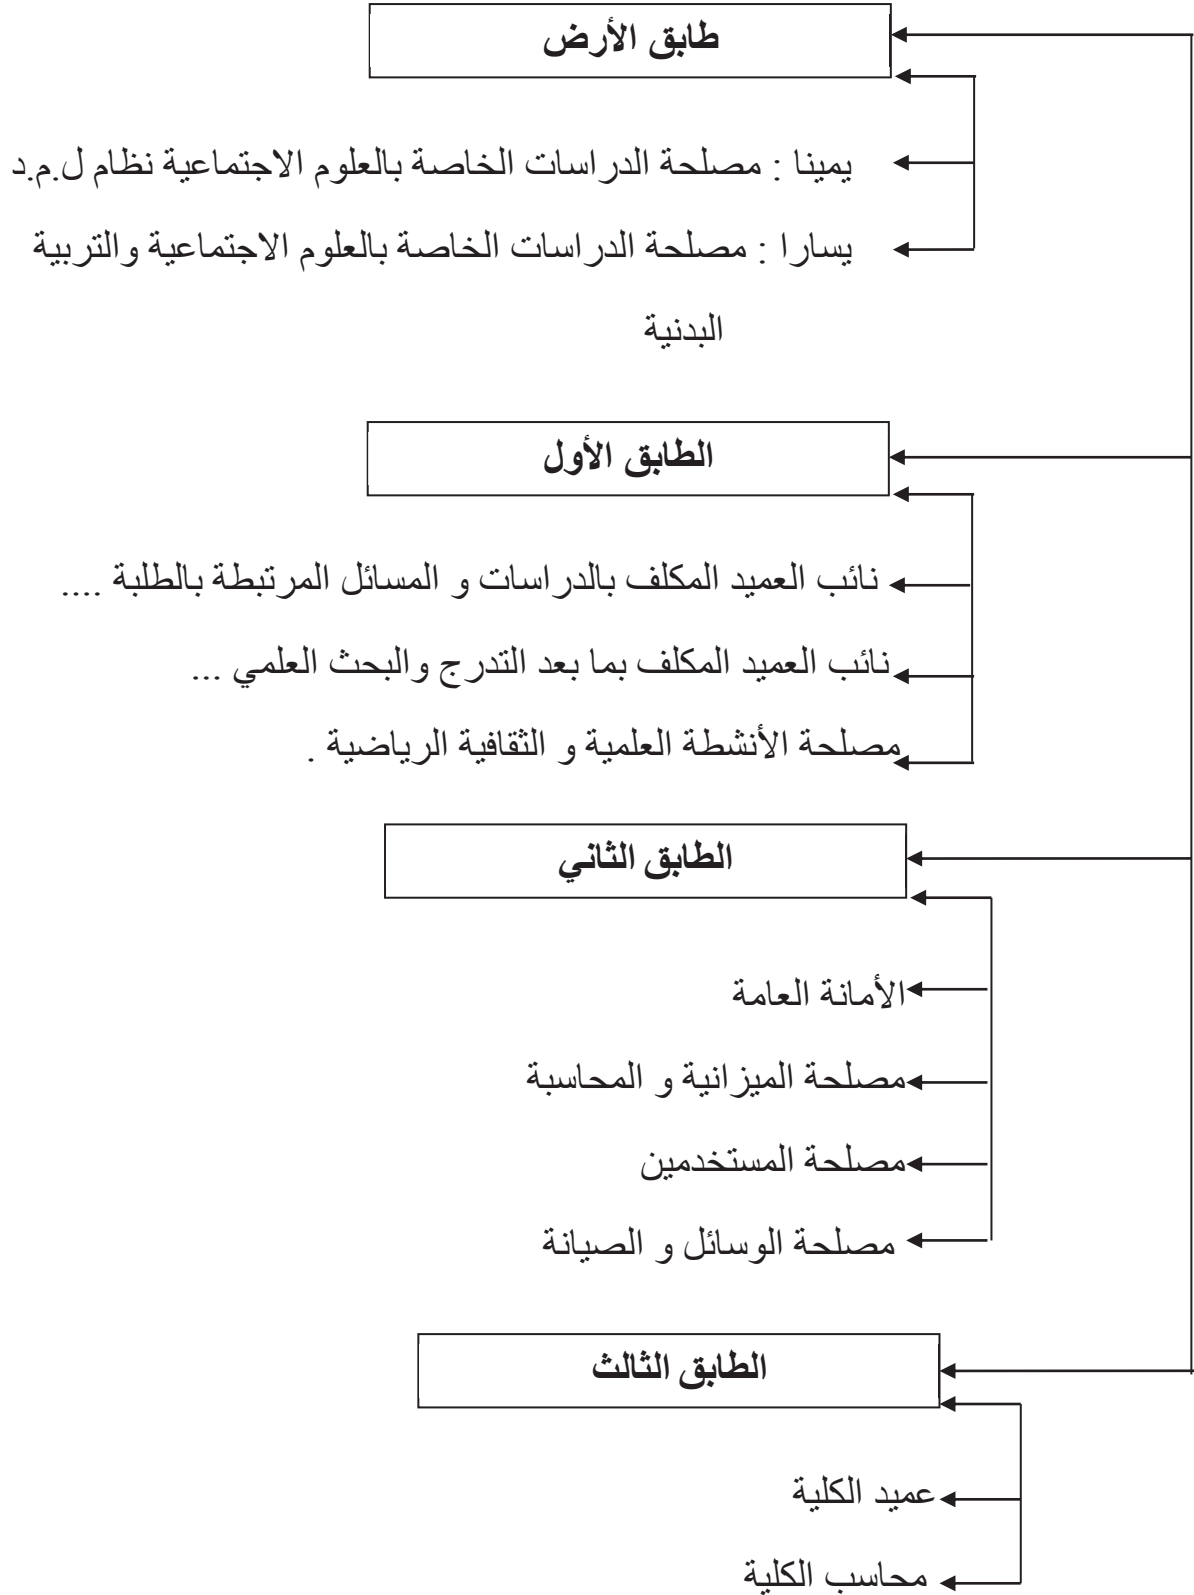 طابق الأرض
يمينا : مصلحة الدراسات الخاصة بالعلوم الاجتماعية نظام ل.م.د
يسارا : مصلحة الدراسات الخاصة بالعلوم الاجتماعية والتربية
البدنية
الطابق الأول
نائب العميد المكلف بالدراسات و المسائل المرتبطة بالطلبة ....
نائب العميد المكلف بما بعد التدرج والبحث العلمي ...
مصلحة الأنشطة العلمية و الثقافية الرياضية .
الطابق الثاني
الأمانة العامة
مصلحة الميزانية و المحاسبة
مصلحة المستخدمين
مصلحة الوسائل و الصيانة
الطابق الثالث
عميد الكلية
محاسب الكلية